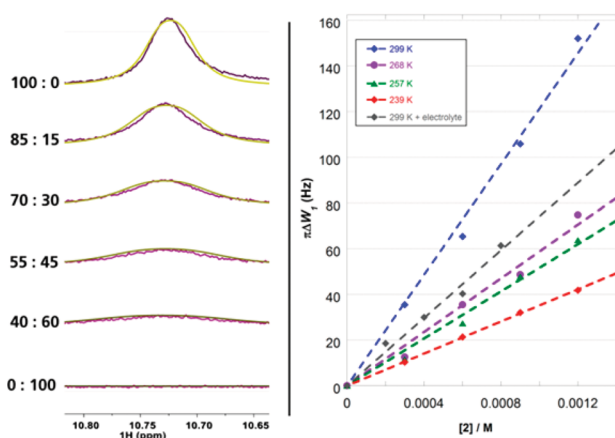 100 : 0
85 : 15
70 : 30
55 : 45
40 : 60
0 : 100
10.80 10.75 10.70 10.65
1H (ppm)
πΔW₁ (Hz)
160
140
120
100
80
60
40
20
0
299 K
268 K
257 K
239 K
299 K + electrolyte
0 0.0004 0.0008 0.0012
[2] / M